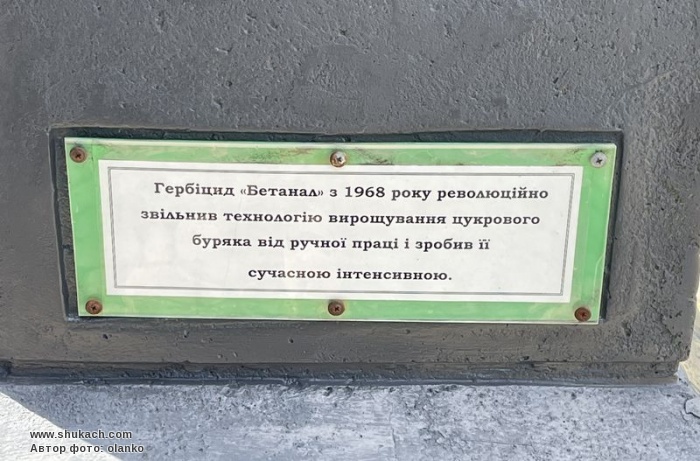 Гербіцид «Бетанал» з 1968 року революційно
звільнив технологію вирощування цукрового
буряка від ручної праці і зробив її
сучасною інтенсивною.
www.shukach.com
Автор фото: olanko